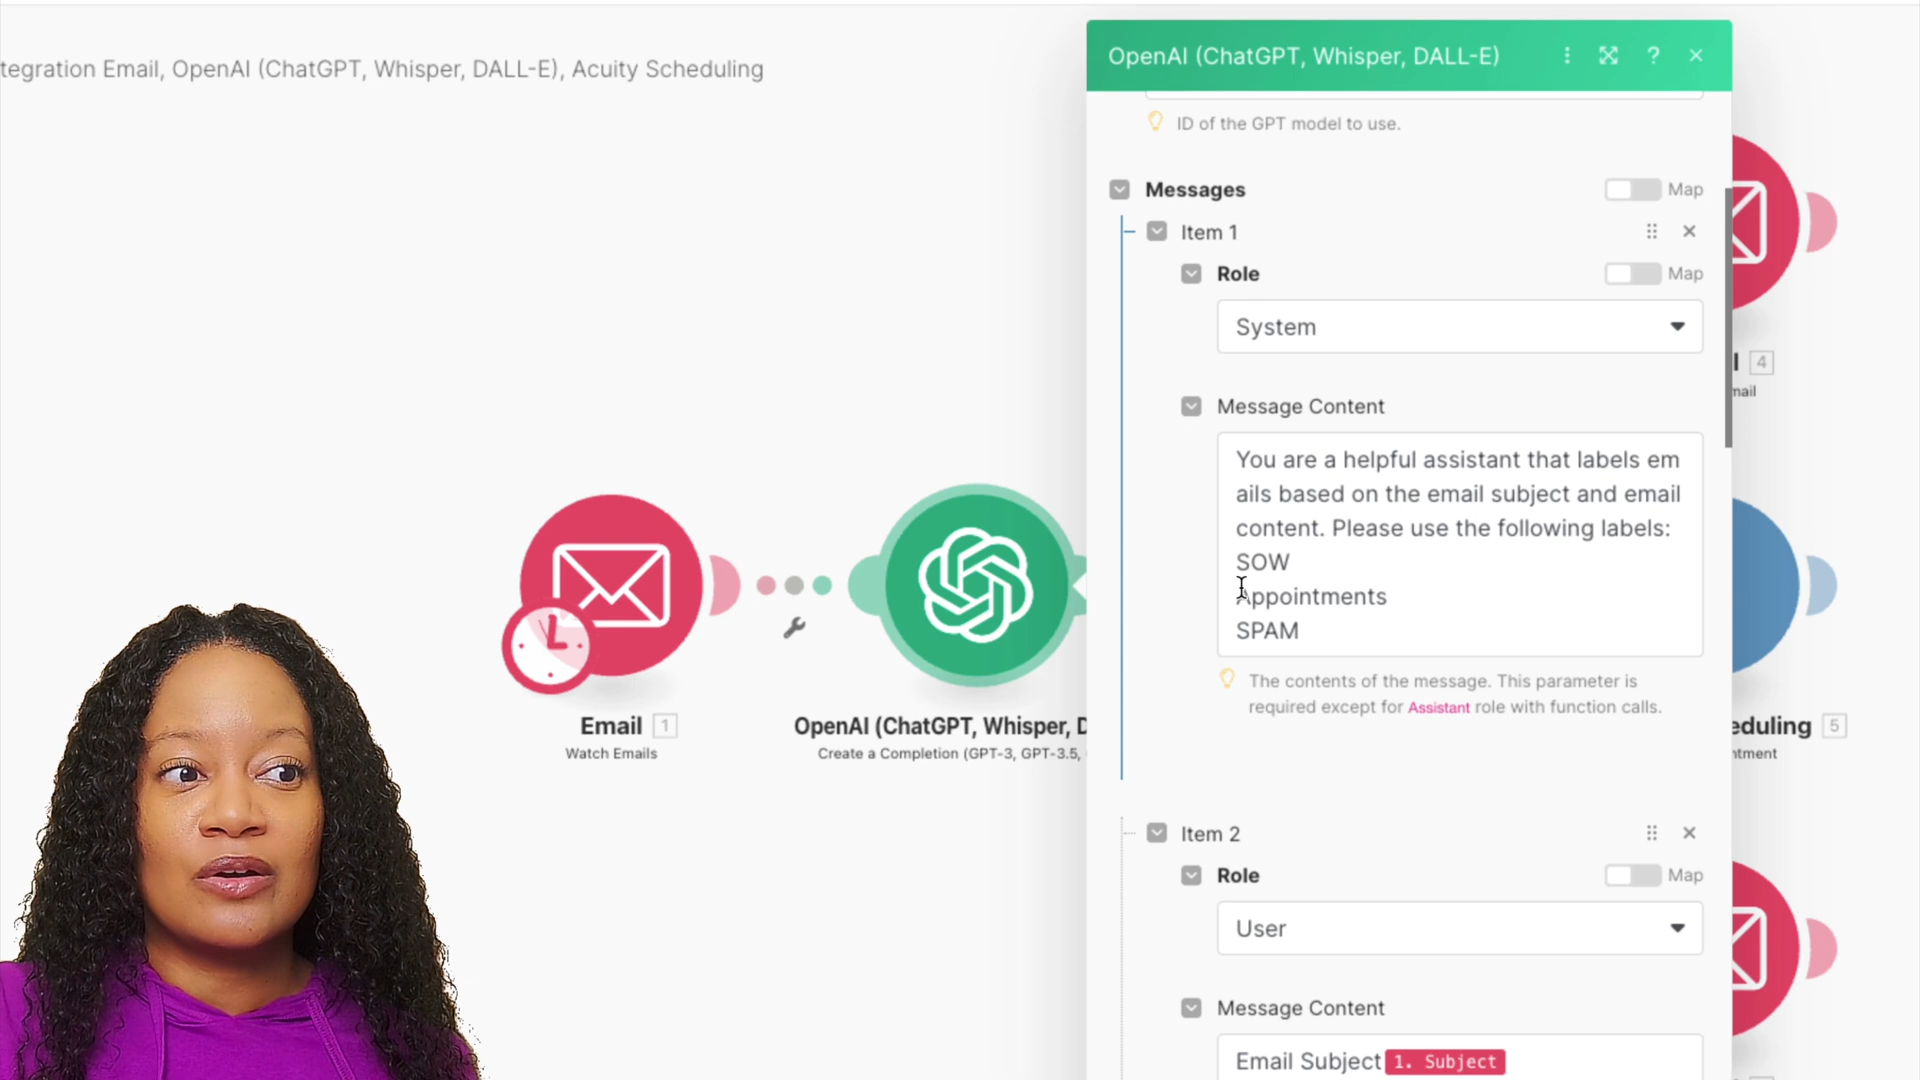 tegration Email, OpenAI (ChatGPT, Whisper, DALL-E), Acuity Scheduling
Email 1
Watch Emails
OpenAI (ChatGPT, Whisper, D
Create a Completion (GPT-3, GPT-3.5,
OpenAI (ChatGPT, Whisper, DALL-E)
ID of the GPT model to use.
Messages
Map
Item 1
Role
Map
System
Message Content
You are a helpful assistant that labels em
ails based on the email subject and email
content. Please use the following labels:
SOW
Appointments
SPAM
The contents of the message. This parameter is
required except for Assistant role with function calls.
Item 2
Role
Map
User
Message Content
Email Subject 1. Subject
l 4
mail
eduling 5
ntment